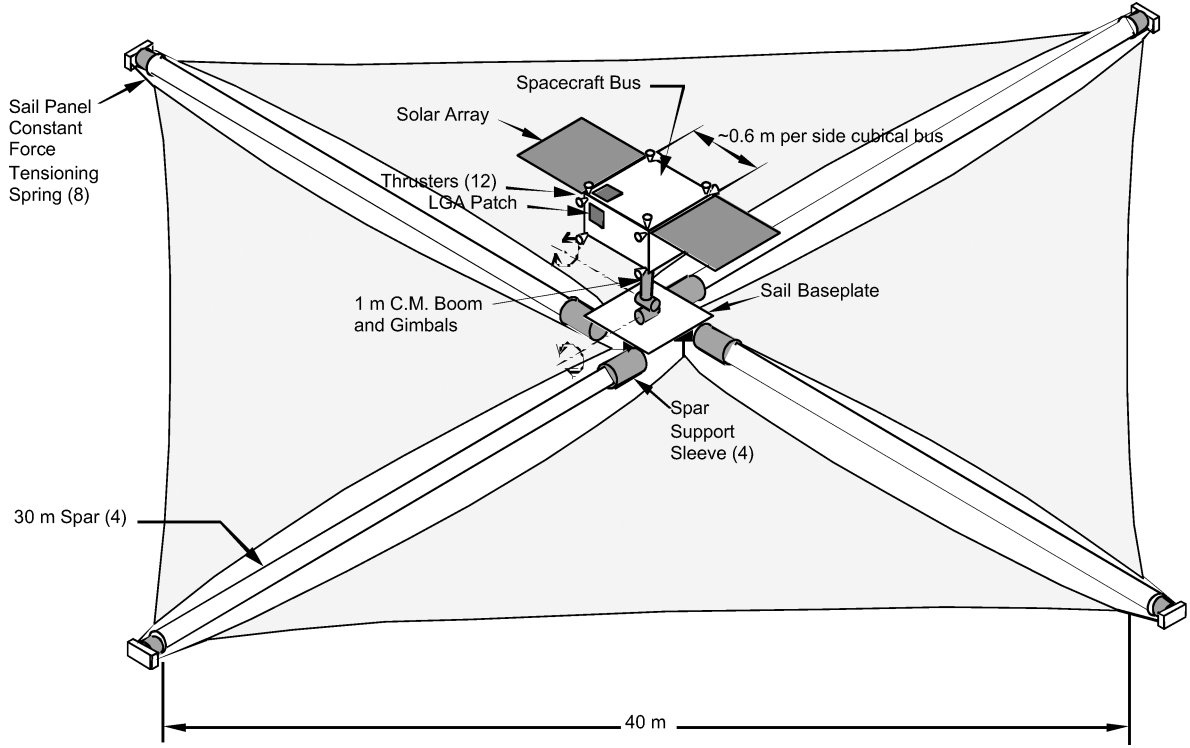 Spacecraft Bus
Solar Array
~0.6 m per side cubical bus
Sail Panel
Constant
Force
Tensioning
Spring (8)
Thrusters (12)
LGA Patch
Sail Baseplate
1 m C.M. Boom
and Gimbals
Spar
Support
Sleeve (4)
30 m Spar (4)
40 m